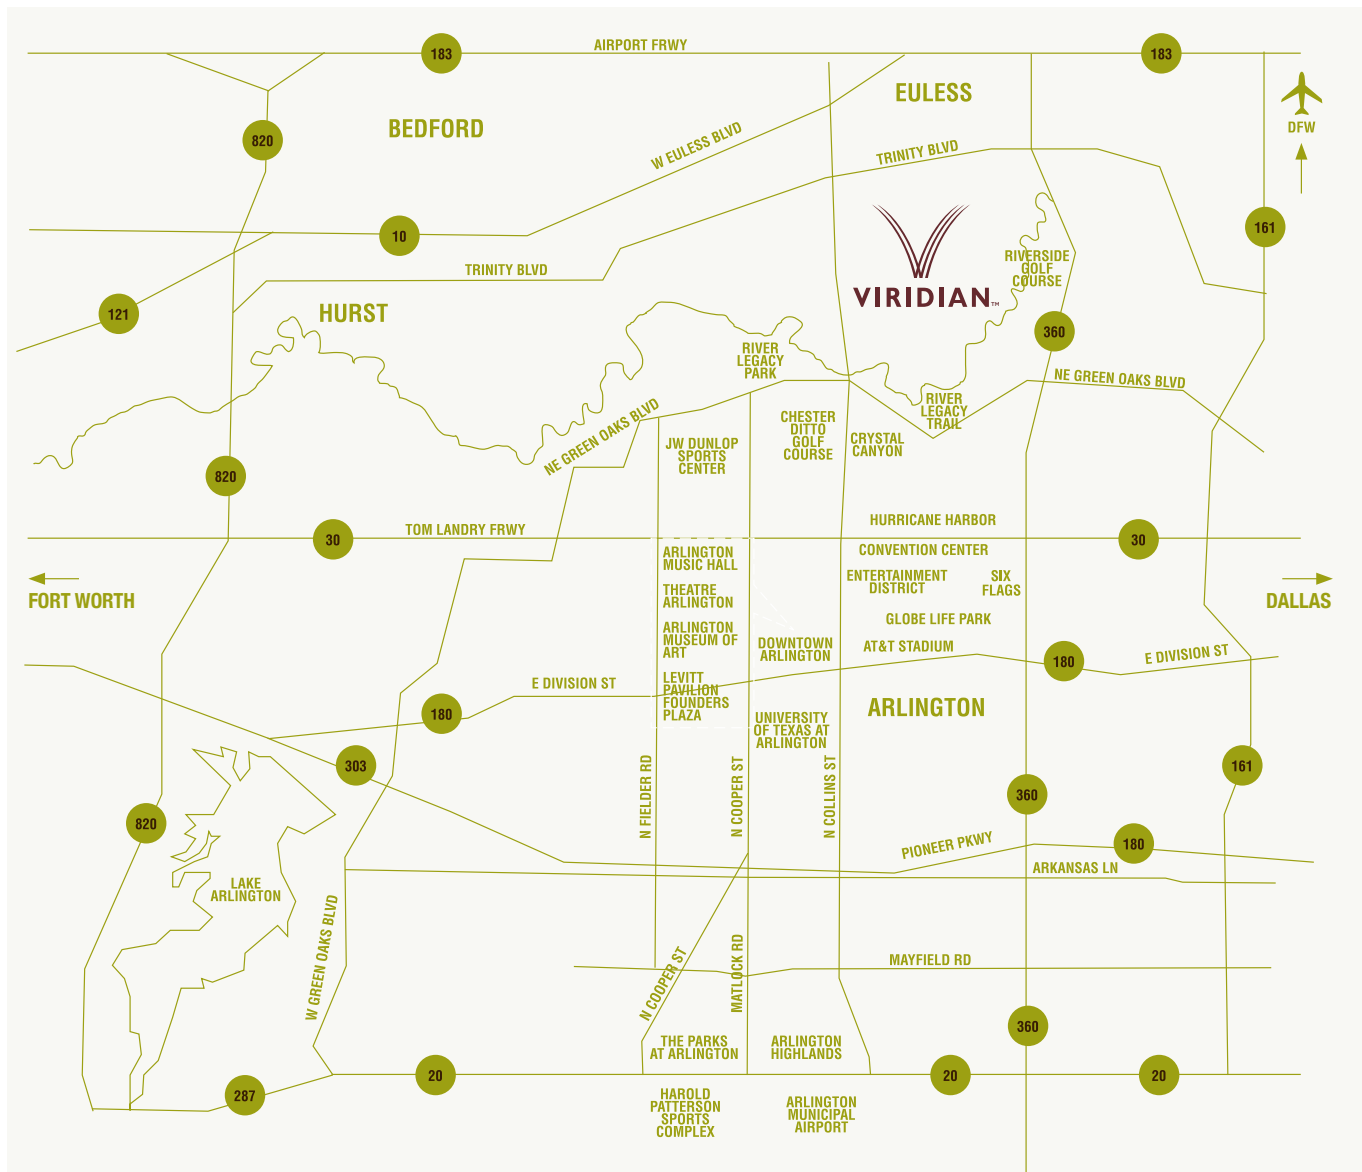 AIRPORT FRWY
183
183
EULESS
DFW
BEDFORD
820
W EULESS BLVD
TRINITY BLVD
161
10
VIRIDIAN™
RIVERSIDE
GOLF
COURSE
TRINITY BLVD
121
HURST
360
RIVER
LEGACY
PARK
NE GREEN OAKS BLVD
RIVER
LEGACY
TRAIL
NE GREEN OAKS BLVD
CHESTER
DITTO
GOLF
COURSE
CRYSTAL
CANYON
JW DUNLOP
SPORTS
CENTER
820
TOM LANDRY FRWY
HURRICANE HARBOR
30
30
ARLINGTON
MUSIC HALL
CONVENTION CENTER
FORT WORTH
THEATRE
ARLINGTON
ENTERTAINMENT
DISTRICT
SIX
FLAGS
DALLAS
GLOBE LIFE PARK
ARLINGTON
MUSEUM OF
ART
DOWNTOWN
ARLINGTON
AT&T STADIUM
180
E DIVISION ST
E DIVISION ST
LEVITT
PAVILION
FOUNDERS
PLAZA
180
ARLINGTON
UNIVERSITY
OF TEXAS AT
ARLINGTON
303
161
N FIELDER RD
N COOPER ST
N COLLINS ST
360
820
PIONEER PKWY
180
ARKANSAS LN
LAKE
ARLINGTON
W GREEN OAKS BLVD
N COOPER ST
MATLOCK RD
MAYFIELD RD
360
THE PARKS
AT ARLINGTON
ARLINGTON
HIGHLANDS
20
20
20
287
HAROLD
PATTERSON
SPORTS
COMPLEX
ARLINGTON
MUNICIPAL
AIRPORT